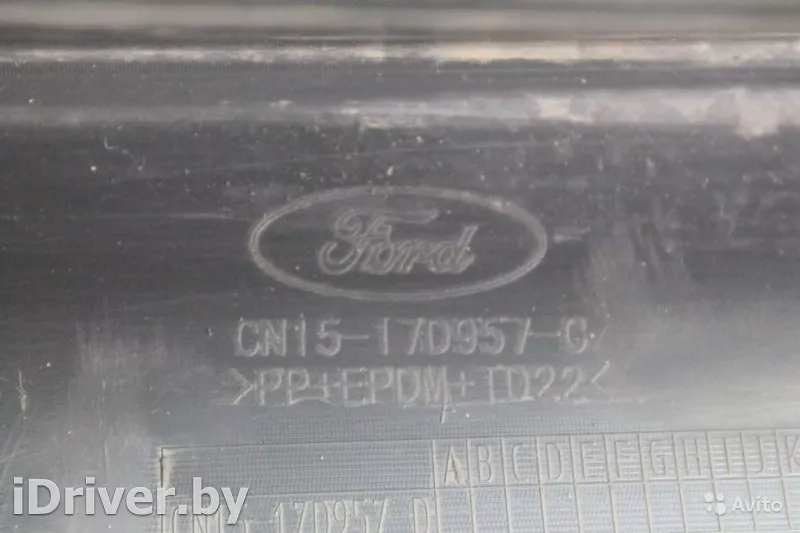 Ford
CN15-17D957-C
>PP+EPDM+TD22<
A B C D E F G H I J K
17D957 D
iDriver.by
Avito